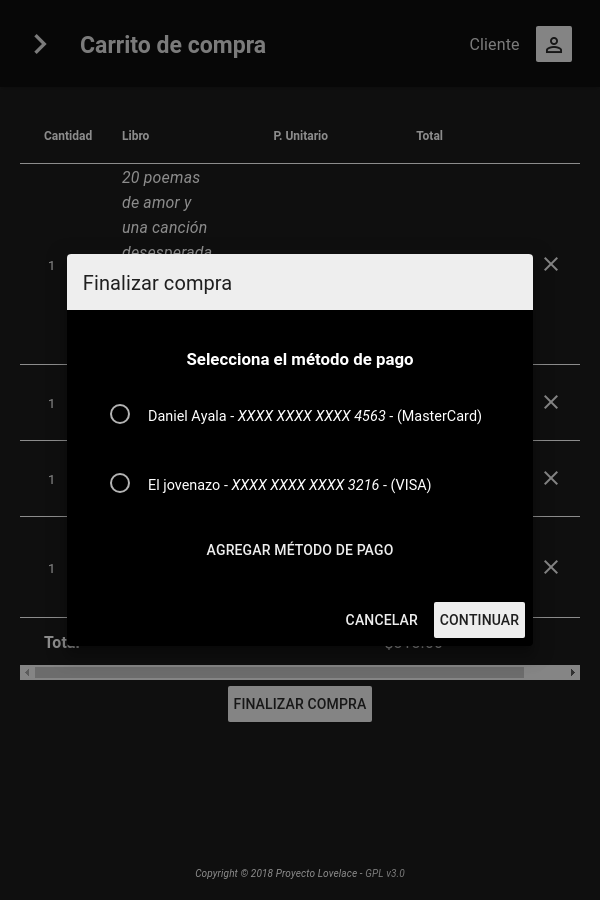 Carrito de compra
Cliente
Cantidad Libro P. Unitario Total
20 poemas
de amor y
una canción
desesperada
1
Finalizar compra
Selecciona el método de pago
Daniel Ayala - XXXX XXXX XXXX 4563 - (MasterCard)
1
El jovenazo - XXXX XXXX XXXX 3216 - (VISA)
1
AGREGAR MÉTODO DE PAGO
1
CANCELAR CONTINUAR
Total
FINALIZAR COMPRA
Copyright © 2018 Proyecto Lovelace - GPL v3.0